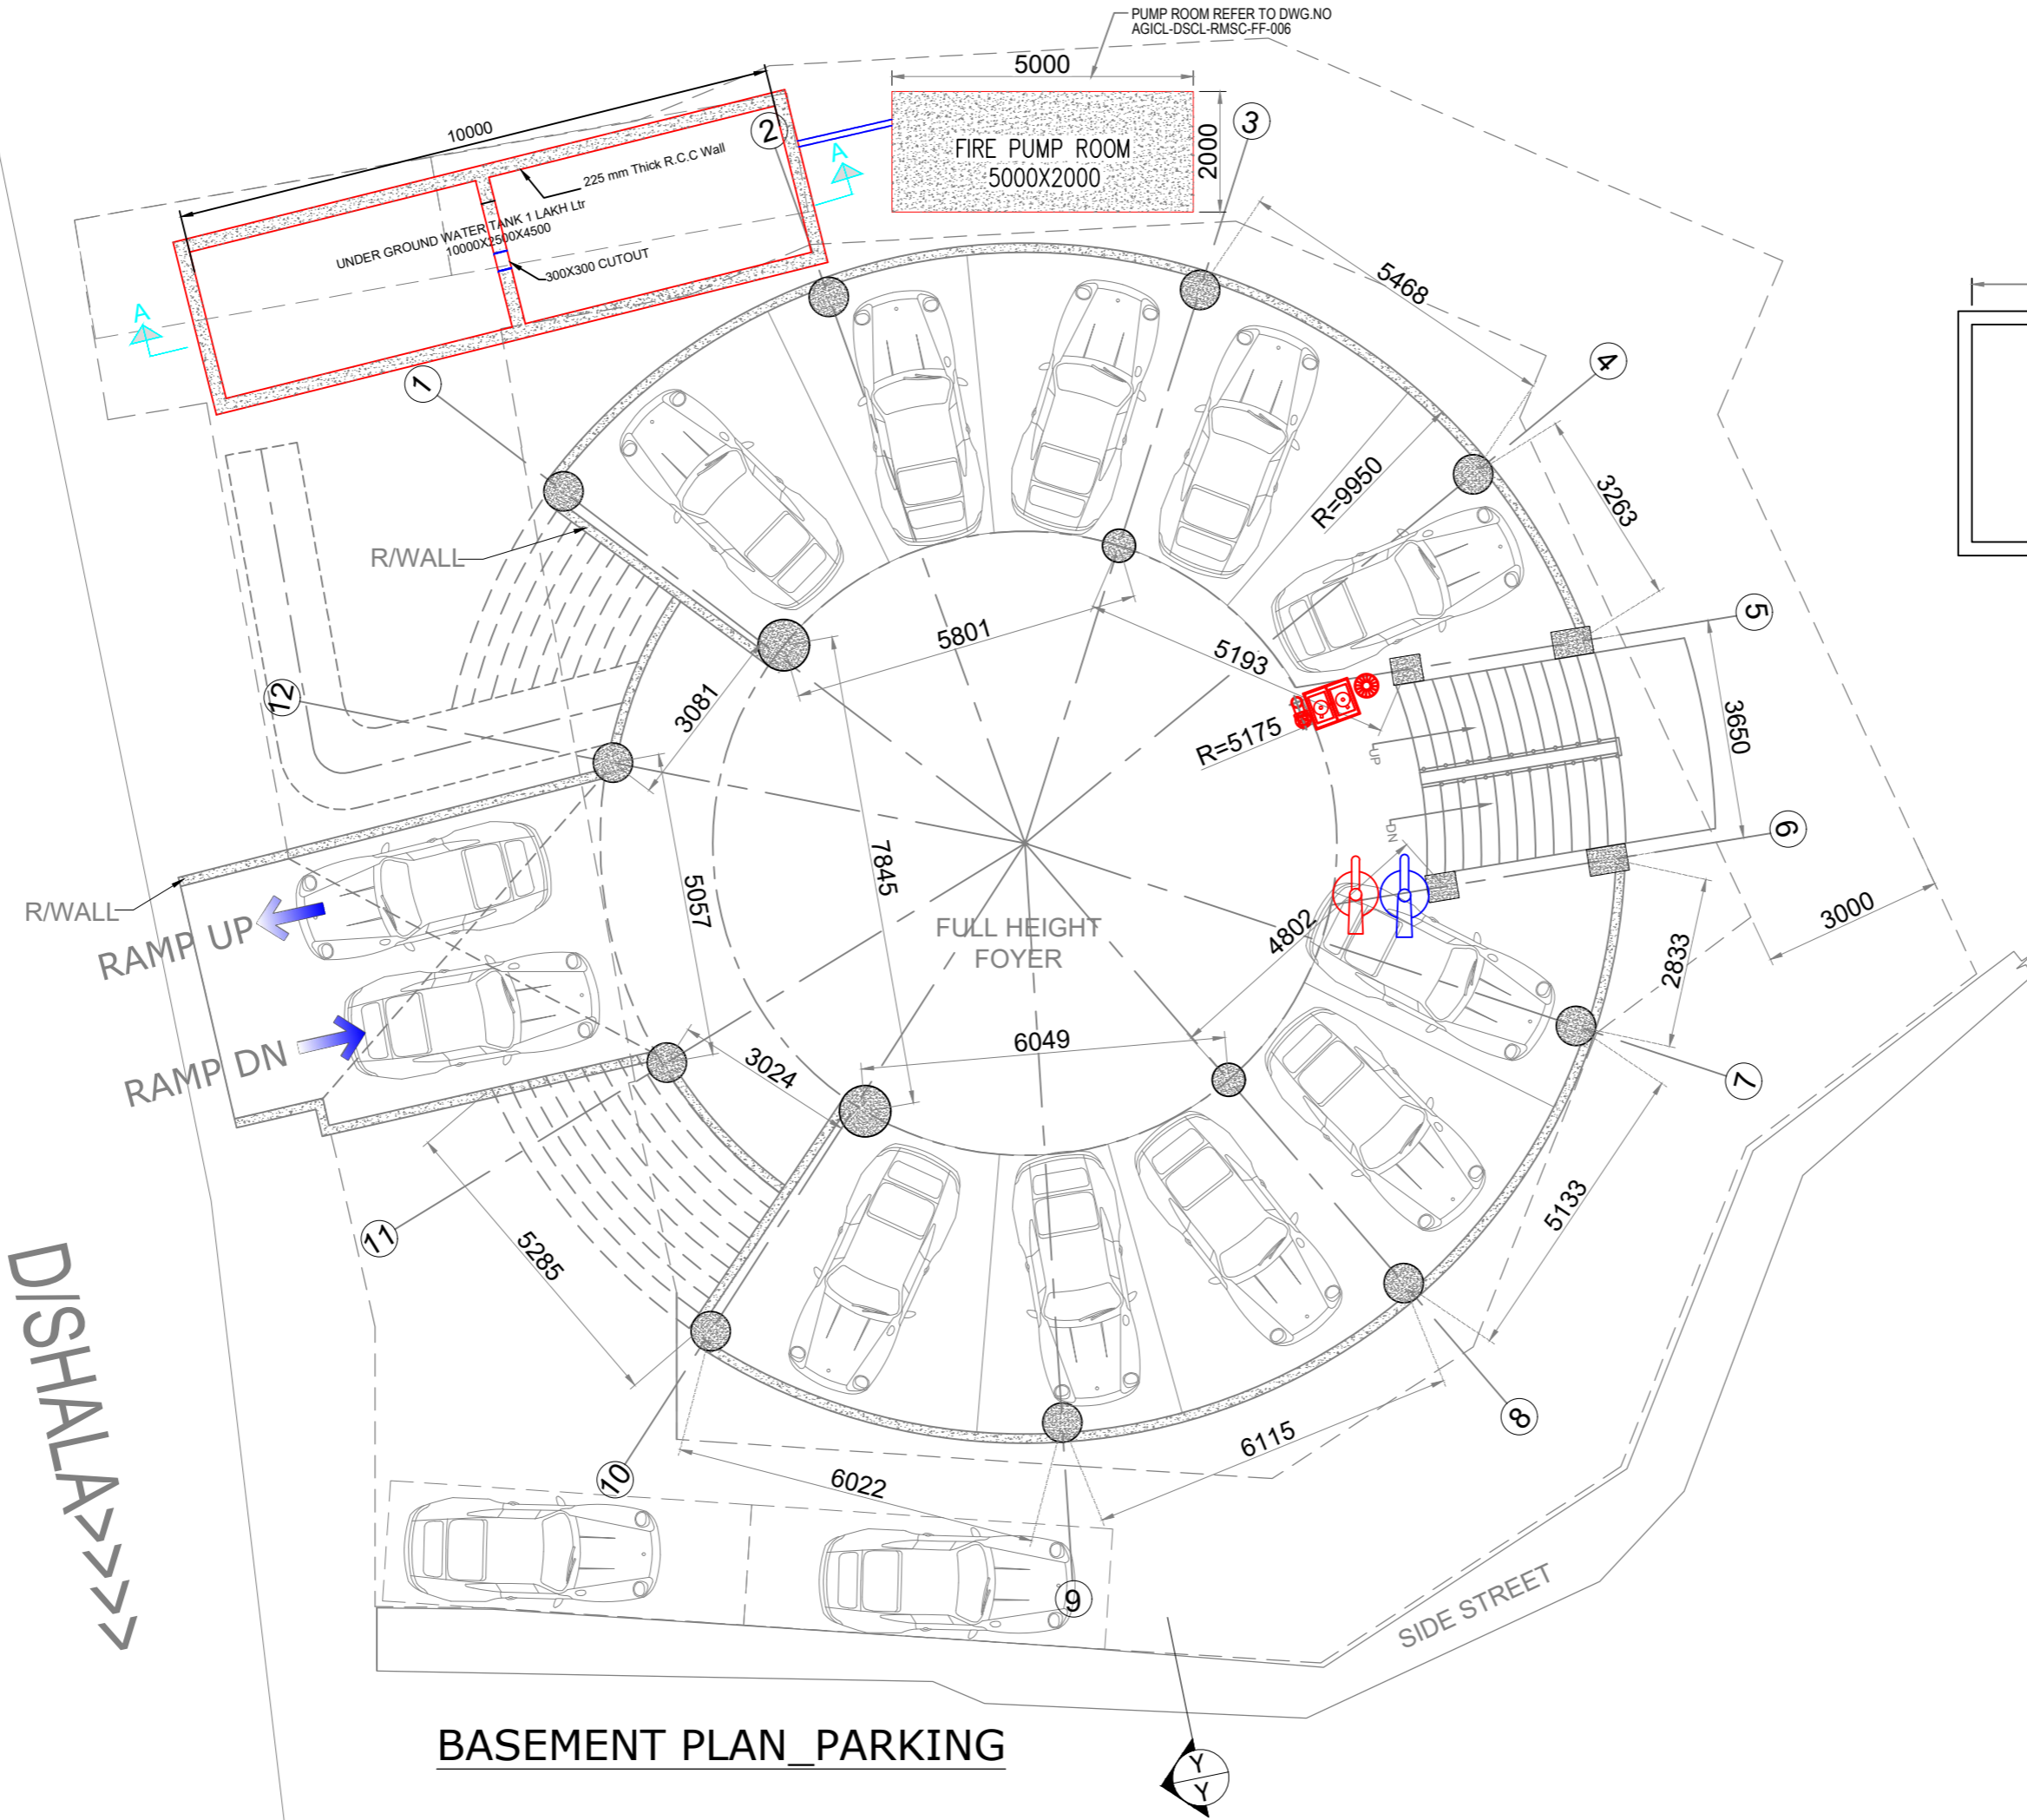 PUMP ROOM REFER TO DWG.NO
AGICL-DSCL-RMSC-FF-006
5000
10000
2
3
2000
FIRE PUMP ROOM
5000X2000
225 mm Thick R.C.C Wall
A
UNDER GROUND WATER TANK 1 LAKH Ltr
10000X2500X4500
300X300 CUTOUT
A
5468
1
4
R=9950
3263
R/WALL
5
5801
5193
12
3081
R=5175
3650
UP
DN
6
7845
5057
R/WALL
RAMP UP
FULL HEIGHT
FOYER
4802
3000
2833
RAMP DN
3024
6049
7
5133
11
5285
DISHALA>>>>
8
6115
10
6022
9
SIDE STREET
BASEMENT PLAN_PARKING
Y
Y